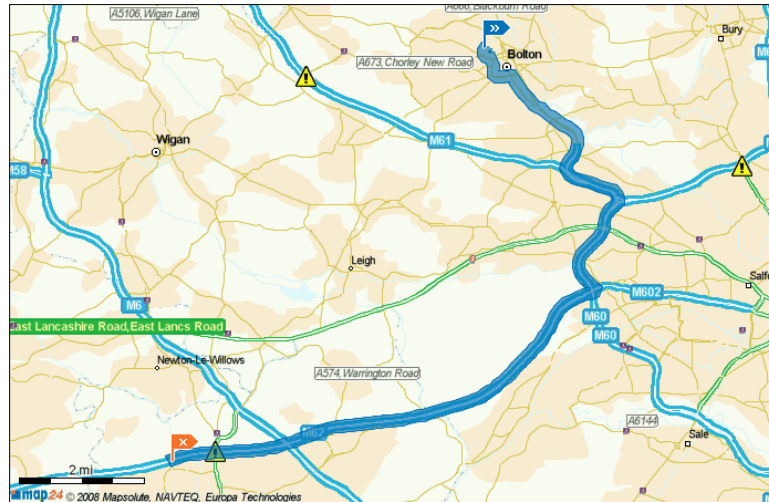 A5106, Wigan Lane
A666, Blackburn Road
Bury
Bolton
A673, Chorley New Road
M61
Wigan
M58
Leigh
Salf
M6
M602
East Lancashire Road,East Lancs Road
M60
M60
Newton-Le-Willows
A574, Warrington Road
A6144
M62
Sale
2 mi
map24 © 2008 Mapsolute, NAVTEQ, Europa Technologies